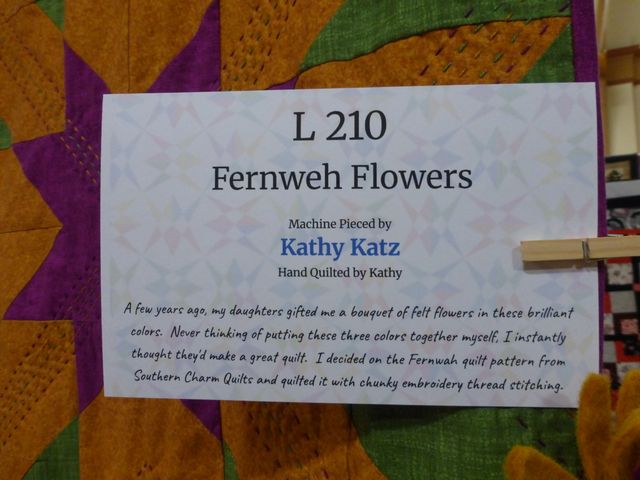 L 210
Fernweh Flowers
Machine Pieced by
Kathy Katz
Hand Quilted by Kathy
A few years ago, my daughters gifted me a bouquet of felt flowers in these brilliant
colors. Never thinking of putting these three colors together myself, I instantly
thought they'd make a great quilt. I decided on the Fernwah quilt pattern from
Southern Charm Quilts and quilted it with chunky embroidery thread stitching.